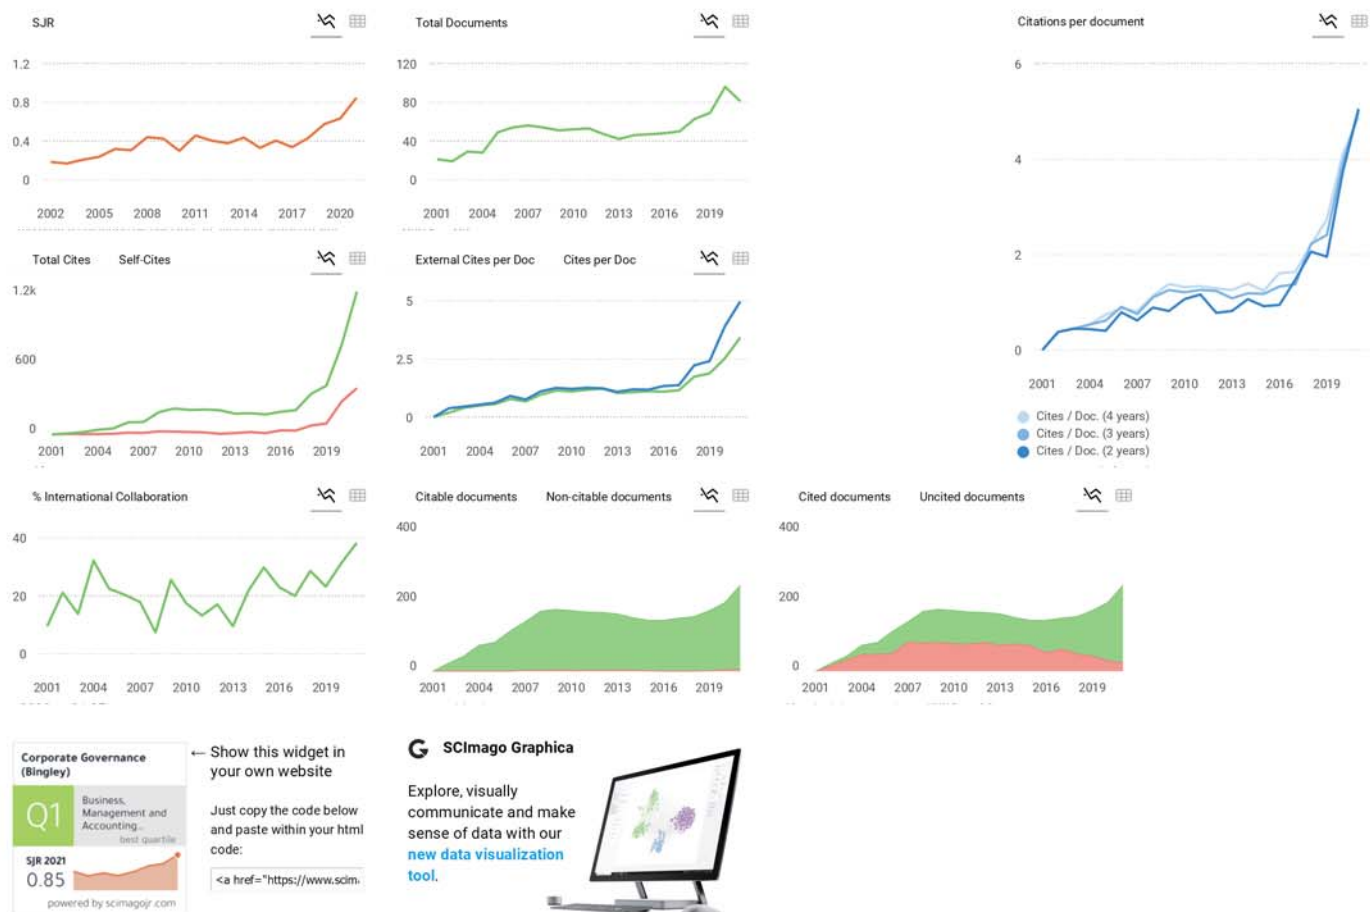 SJR
1.2
0.8
0.4
0
2002 2005 2008 2011 2014 2017 2020
Total Documents
120
80
40
0
2001 2004 2007 2010 2013 2016 2019
Citations per document
6
4
2
0
2001 2004 2007 2010 2013 2016 2019
Cites / Doc. (4 years)
Cites / Doc. (3 years)
Cites / Doc. (2 years)
Total Cites Self-Cites
1.2k
600
0
2001 2004 2007 2010 2013 2016 2019
External Cites per Doc Cites per Doc
5
2.5
0
2001 2004 2007 2010 2013 2016 2019
% International Collaboration
40
20
0
2001 2004 2007 2010 2013 2016 2019
Citable documents Non-citable documents
400
200
0
2001 2004 2007 2010 2013 2016 2019
Cited documents Uncited documents
400
200
0
2001 2004 2007 2010 2013 2016 2019
Corporate Governance
(Bingley)
Q1
Business,
Management and
Accounting...
best quartile
SJR 2021
0.85
powered by scimagojr.com
← Show this widget in
your own website
Just copy the code below
and paste within your html
code:
<a href="https://www.scim
SCImago Graphica
Explore, visually
communicate and make
sense of data with our
new data visualization
tool.